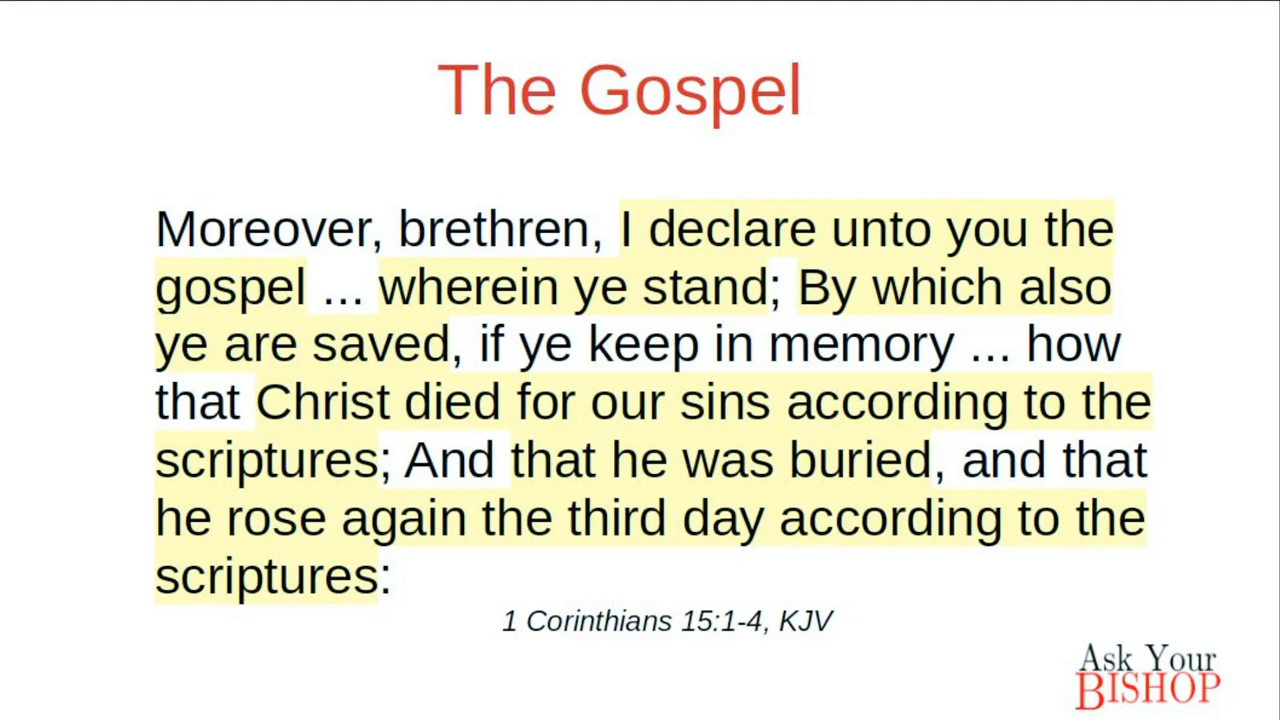 The Gospel
Moreover, brethren, I declare unto you the
gospel ... wherein ye stand; By which also
ye are saved, if ye keep in memory ... how
that Christ died for our sins according to the
scriptures; And that he was buried, and that
he rose again the third day according to the
scriptures:
1 Corinthians 15:1-4, KJV
Ask Your
BISHOP